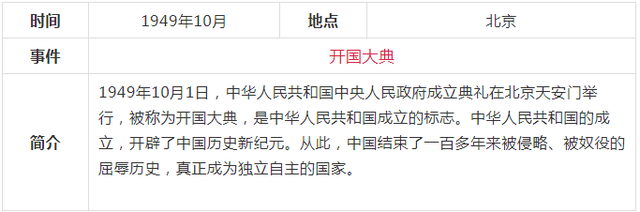 时间 1949年10月 地点 北京
事件 开国大典
简介
1949年10月1日，中华人民共和国中央人民政府成立典礼在北京天安门举
行，被称为开国大典，是中华人民共和国成立的标志。中华人民共和国的成
立，开辟了中国历史新纪元。从此，中国结束了一百多年来被侵略、被奴役的
屈辱历史，真正成为独立自主的国家。